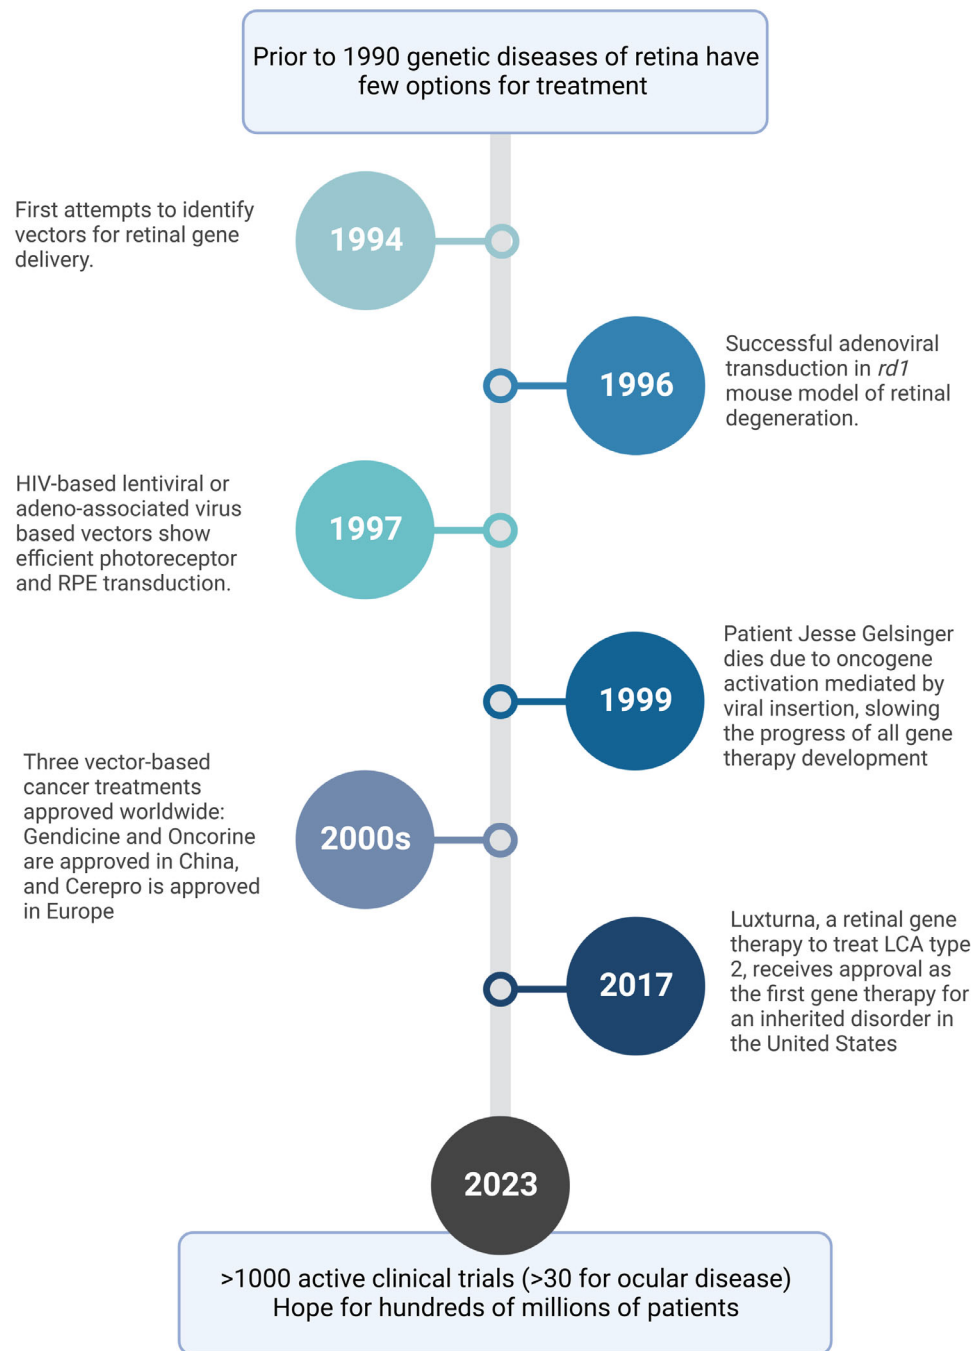 Prior to 1990 genetic diseases of retina have
few options for treatment
First attempts to identify
vectors for retinal gene
delivery.
1994
1996
Successful adenoviral
transduction in rd1
mouse model of retinal
degeneration.
HIV-based lentiviral or
adeno-associated virus
based vectors show
efficient photoreceptor
and RPE transduction.
1997
1999
Patient Jesse Gelsinger
dies due to oncogene
activation mediated by
viral insertion, slowing
the progress of all gene
therapy development
Three vector-based
cancer treatments
approved worldwide:
Gendicine and Oncorine
are approved in China,
and Cerepro is approved
in Europe
2000s
2017
Luxturna, a retinal gene
therapy to treat LCA type
2, receives approval as
the first gene therapy for
an inherited disorder in
the United States
2023
>1000 active clinical trials (>30 for ocular disease)
Hope for hundreds of millions of patients